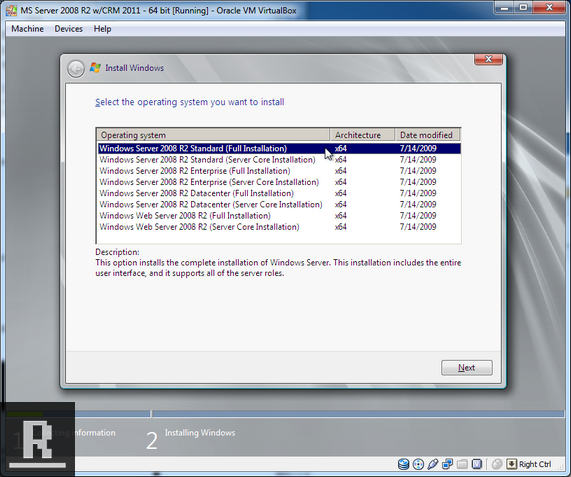 MS Server 2008 R2 w/CRM 2011 - 64 bit [Running] - Oracle VM VirtualBox
Machine Devices Help
Install Windows
Select the operating system you want to install
Operating system Architecture Date modified
Windows Server 2008 R2 Standard (Full Installation) x64 7/14/2009
Windows Server 2008 R2 Standard (Server Core Installation) x64 7/14/2009
Windows Server 2008 R2 Enterprise (Full Installation) x64 7/14/2009
Windows Server 2008 R2 Enterprise (Server Core Installation) x64 7/14/2009
Windows Server 2008 R2 Datacenter (Full Installation) x64 7/14/2009
Windows Server 2008 R2 Datacenter (Server Core Installation) x64 7/14/2009
Windows Web Server 2008 R2 (Full Installation) x64 7/14/2009
Windows Web Server 2008 R2 (Server Core Installation) x64 7/14/2009
Description:
This option installs the complete installation of Windows Server. This installation includes the entire
user interface, and it supports all of the server roles.
Next
1 information 2 Installing Windows
R
Right Ctrl